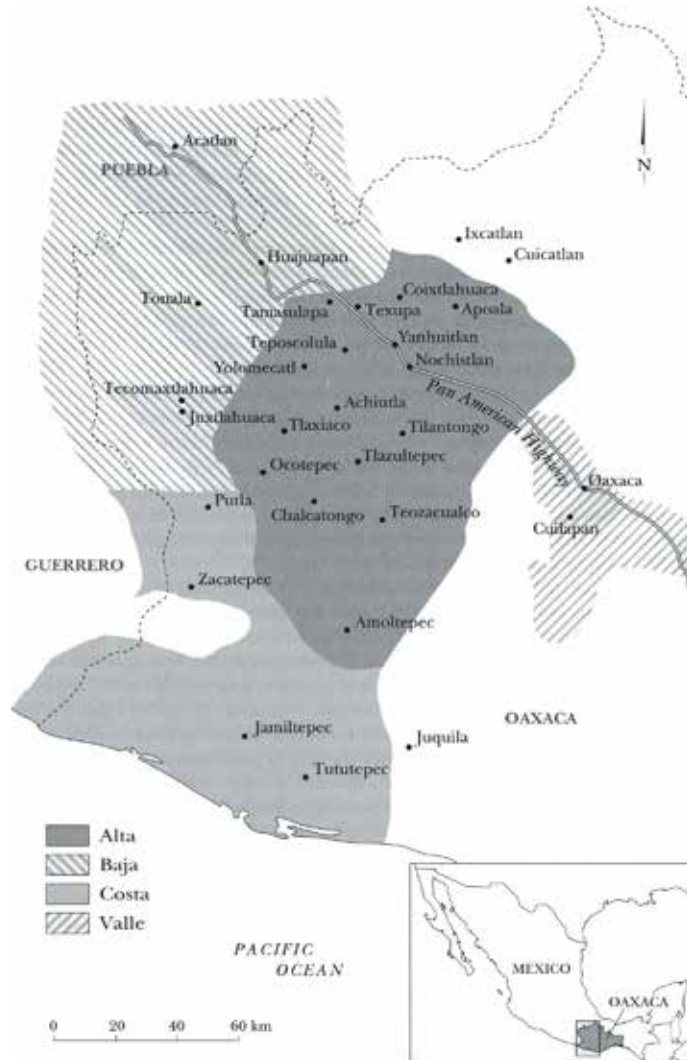 Acatlan
PUEBLA
N
Ixcatlan
Cuicatlan
Huajuapan
Tonala
Coixtlahuaca
Tamasulapa
Texupa
Apoala
Teposcolula
Yanhuitlan
Yolomecatl
Nochistlan
Tecomaxtlahuaca
Juxtlahuaca
Achiutla
Pan American Highway
Tlaxiaco
Tilantongo
Ocotepec
Tlazultepec
Oaxaca
Putla
Chalcatongo
Teozacualco
Cuilapan
GUERRERO
Zacatepec
Amoltepec
OAXACA
Jamiltepec
Juquila
Tututepec
Alta
Baja
Costa
Valle
PACIFIC
OCEAN
MEXICO
OAXACA
0 20 40 60 km